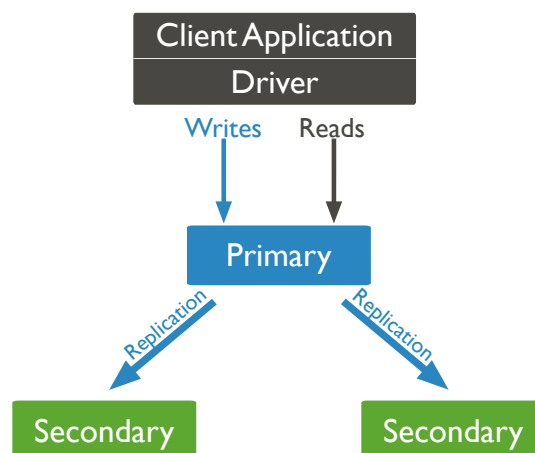 Client Application
Driver
Writes
Reads
Primary
Replication
Replication
Secondary
Secondary